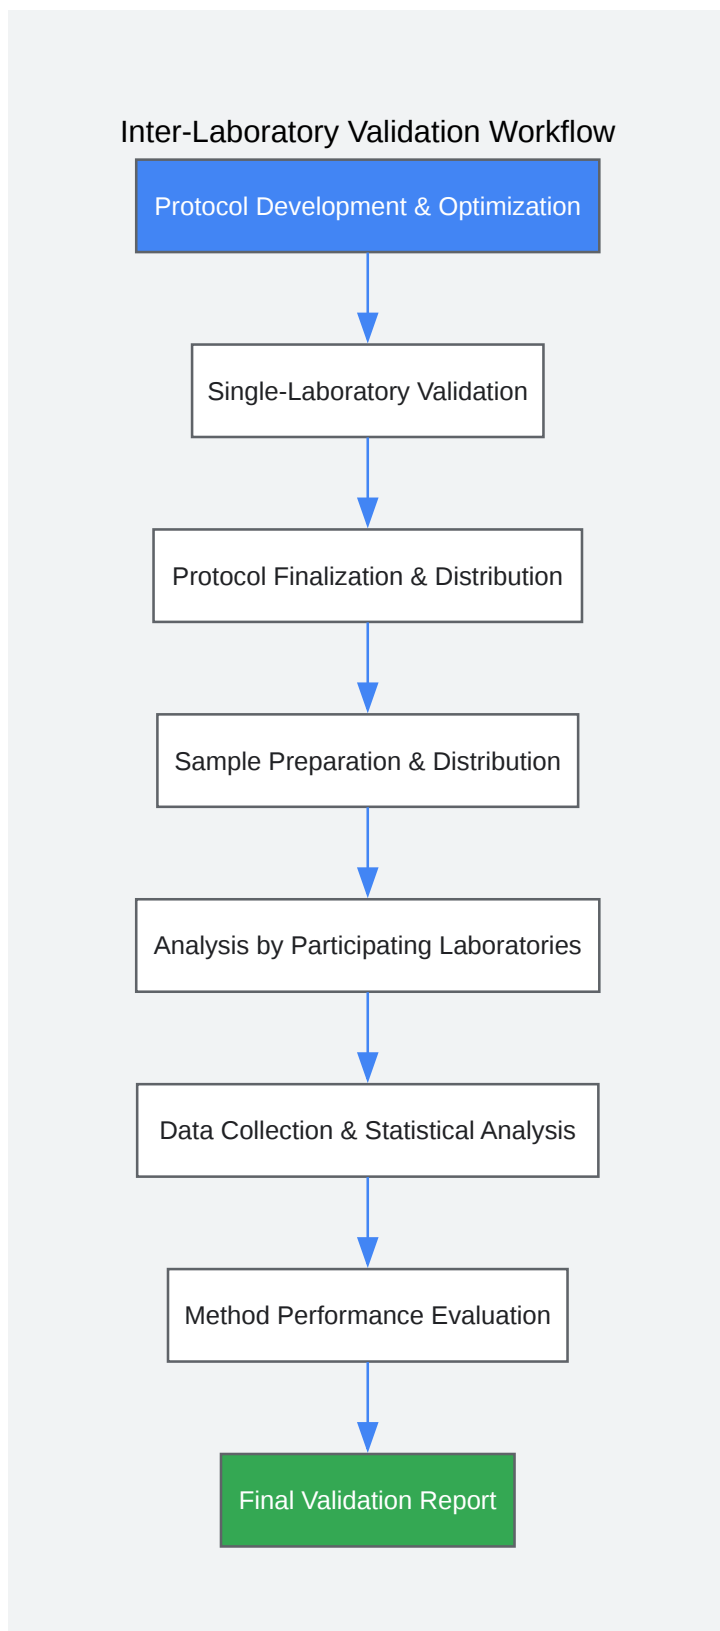 Inter-Laboratory Validation Workflow
Protocol Development & Optimization
Single-Laboratory Validation
Protocol Finalization & Distribution
Sample Preparation & Distribution
Analysis by Participating Laboratories
Data Collection & Statistical Analysis
Method Performance Evaluation
Final Validation Report